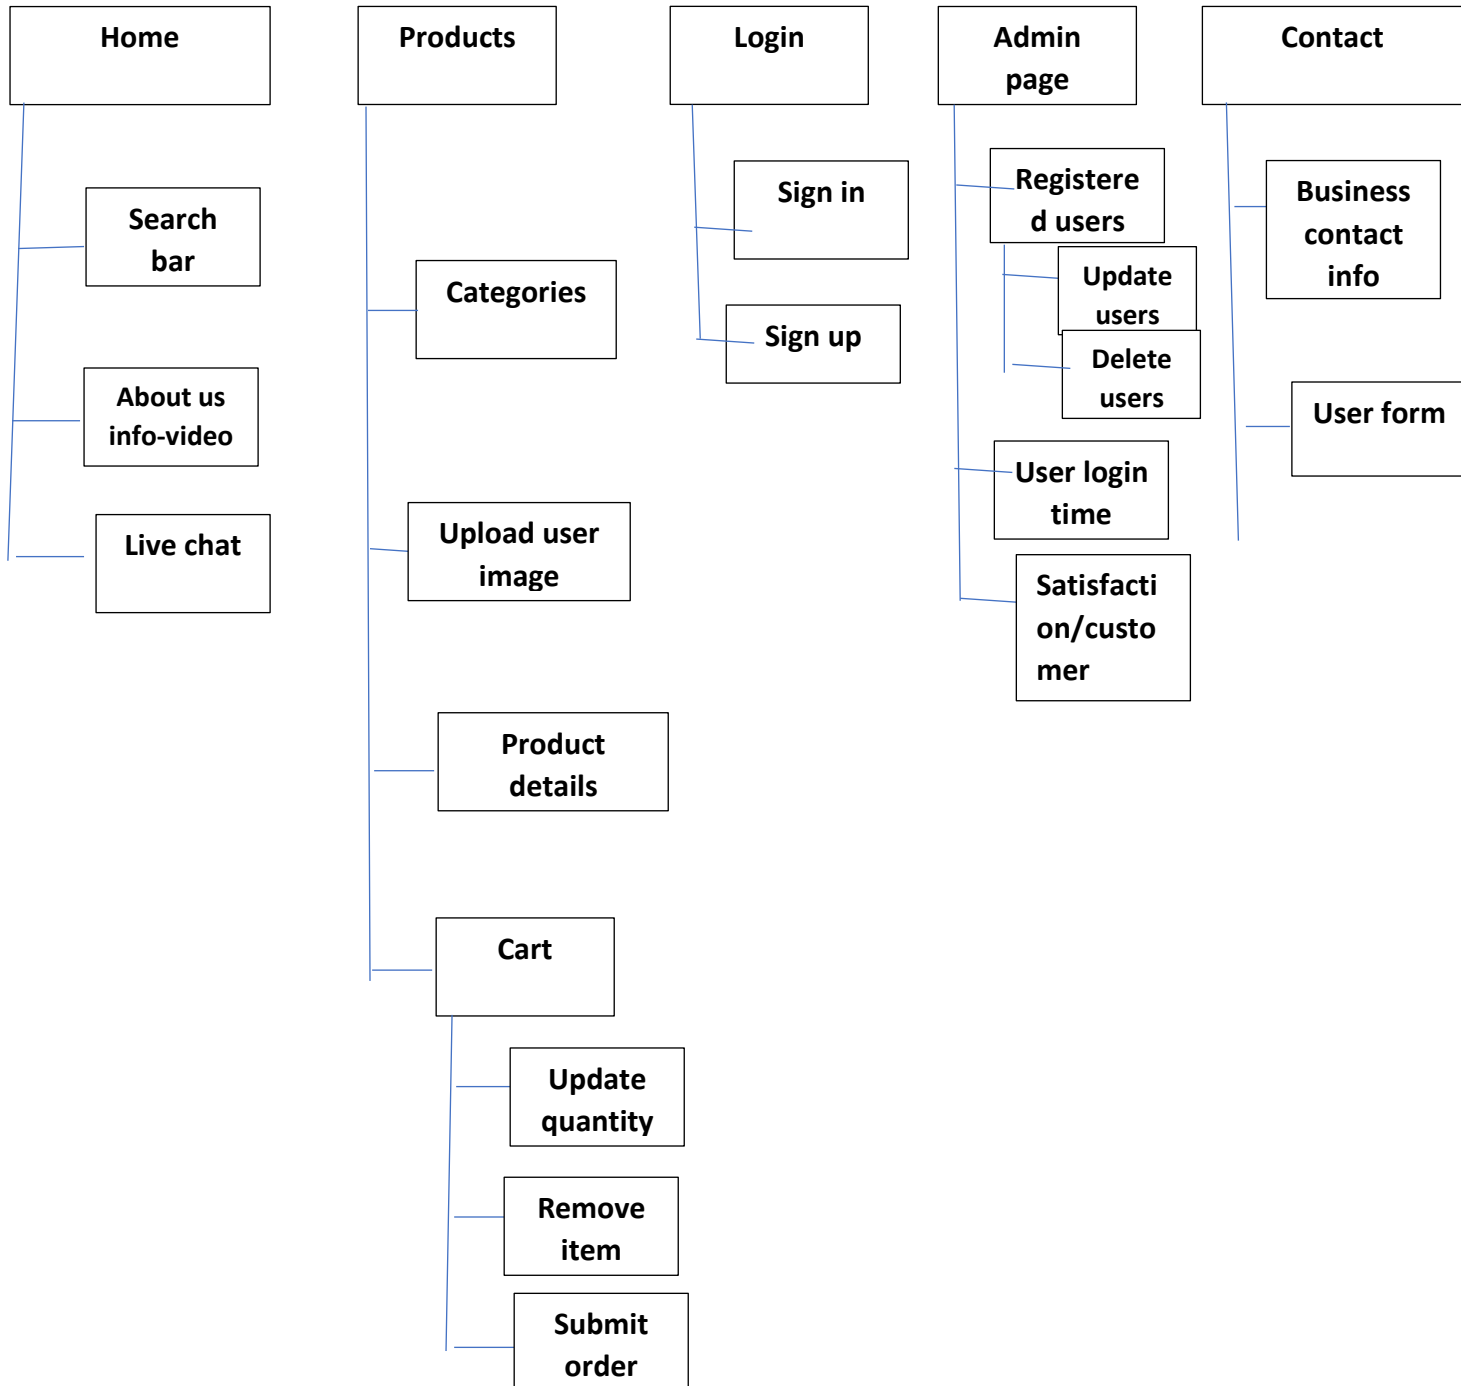 Home
Search
bar
About us
info-video
Live chat
Products
Categories
Upload user
image
Product
details
Cart
Update
quantity
Remove
item
Submit
order
Login
Sign in
Sign up
Admin
page
Registere
d users
Update
users
Delete
users
User login
time
Satisfacti
on/custo
mer
Contact
Business
contact
info
User form